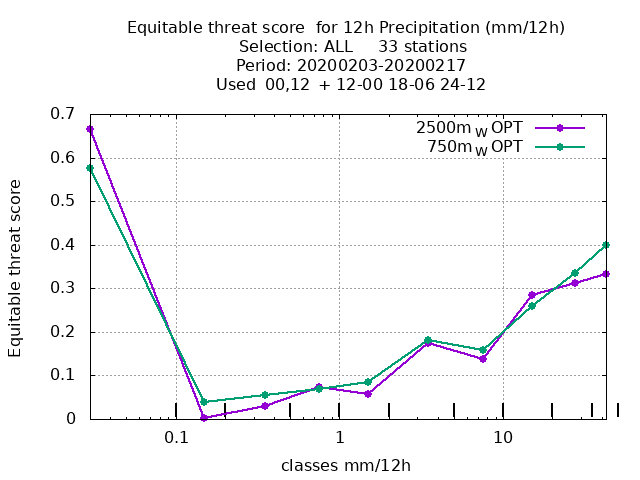 Equitable threat score  for 12h Precipitation (mm/12h)
Selection: ALL     33 stations
Period: 20200203-20200217
Used  00,12  + 12-00 18-06 24-12
2500m_W OPT
750m_W OPT
Equitable threat score
0.7
0.6
0.5
0.4
0.3
0.2
0.1
0
0.1 1 10
classes mm/12h